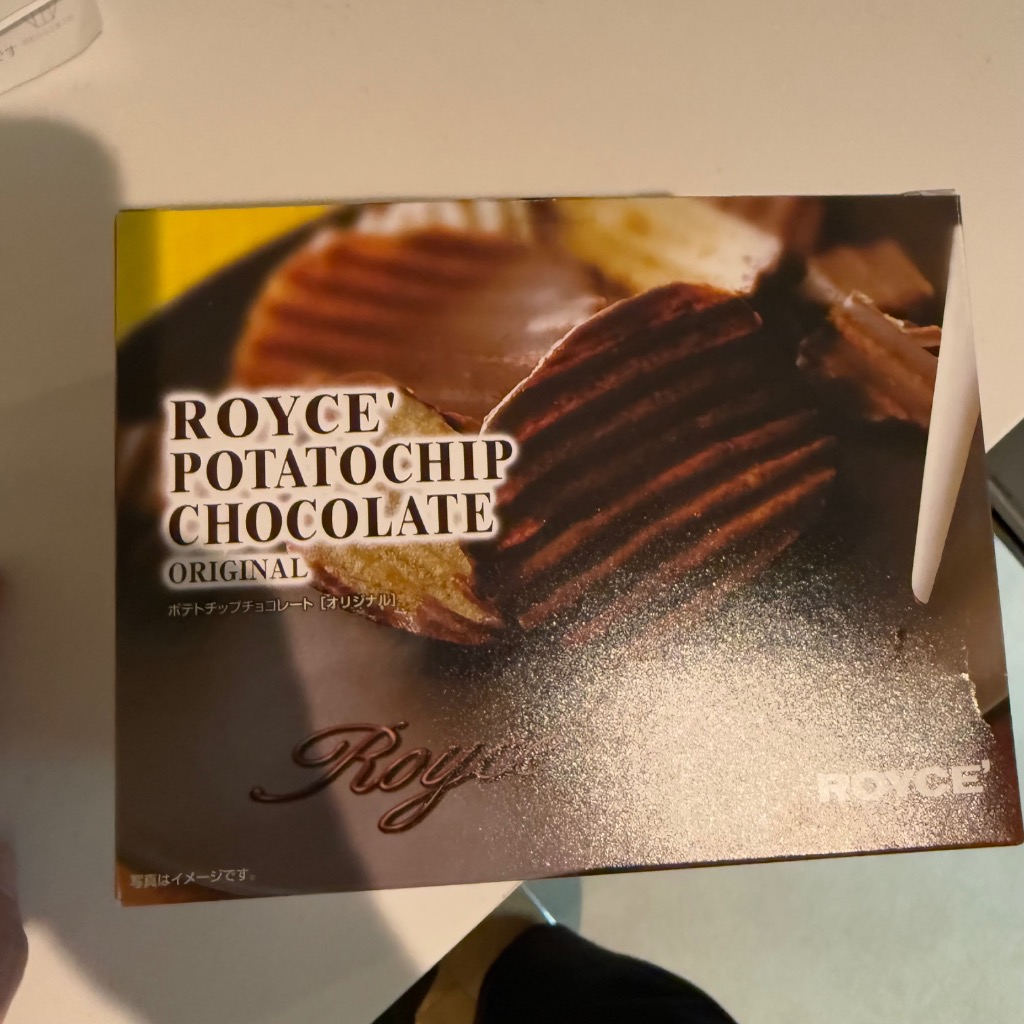 ROYCE'
POTATOCHIP
CHOCOLATE
ORIGINAL
ポテトチップチョコレート [オリジナル]
Royce'
ROYCE'
写真はイメージです。